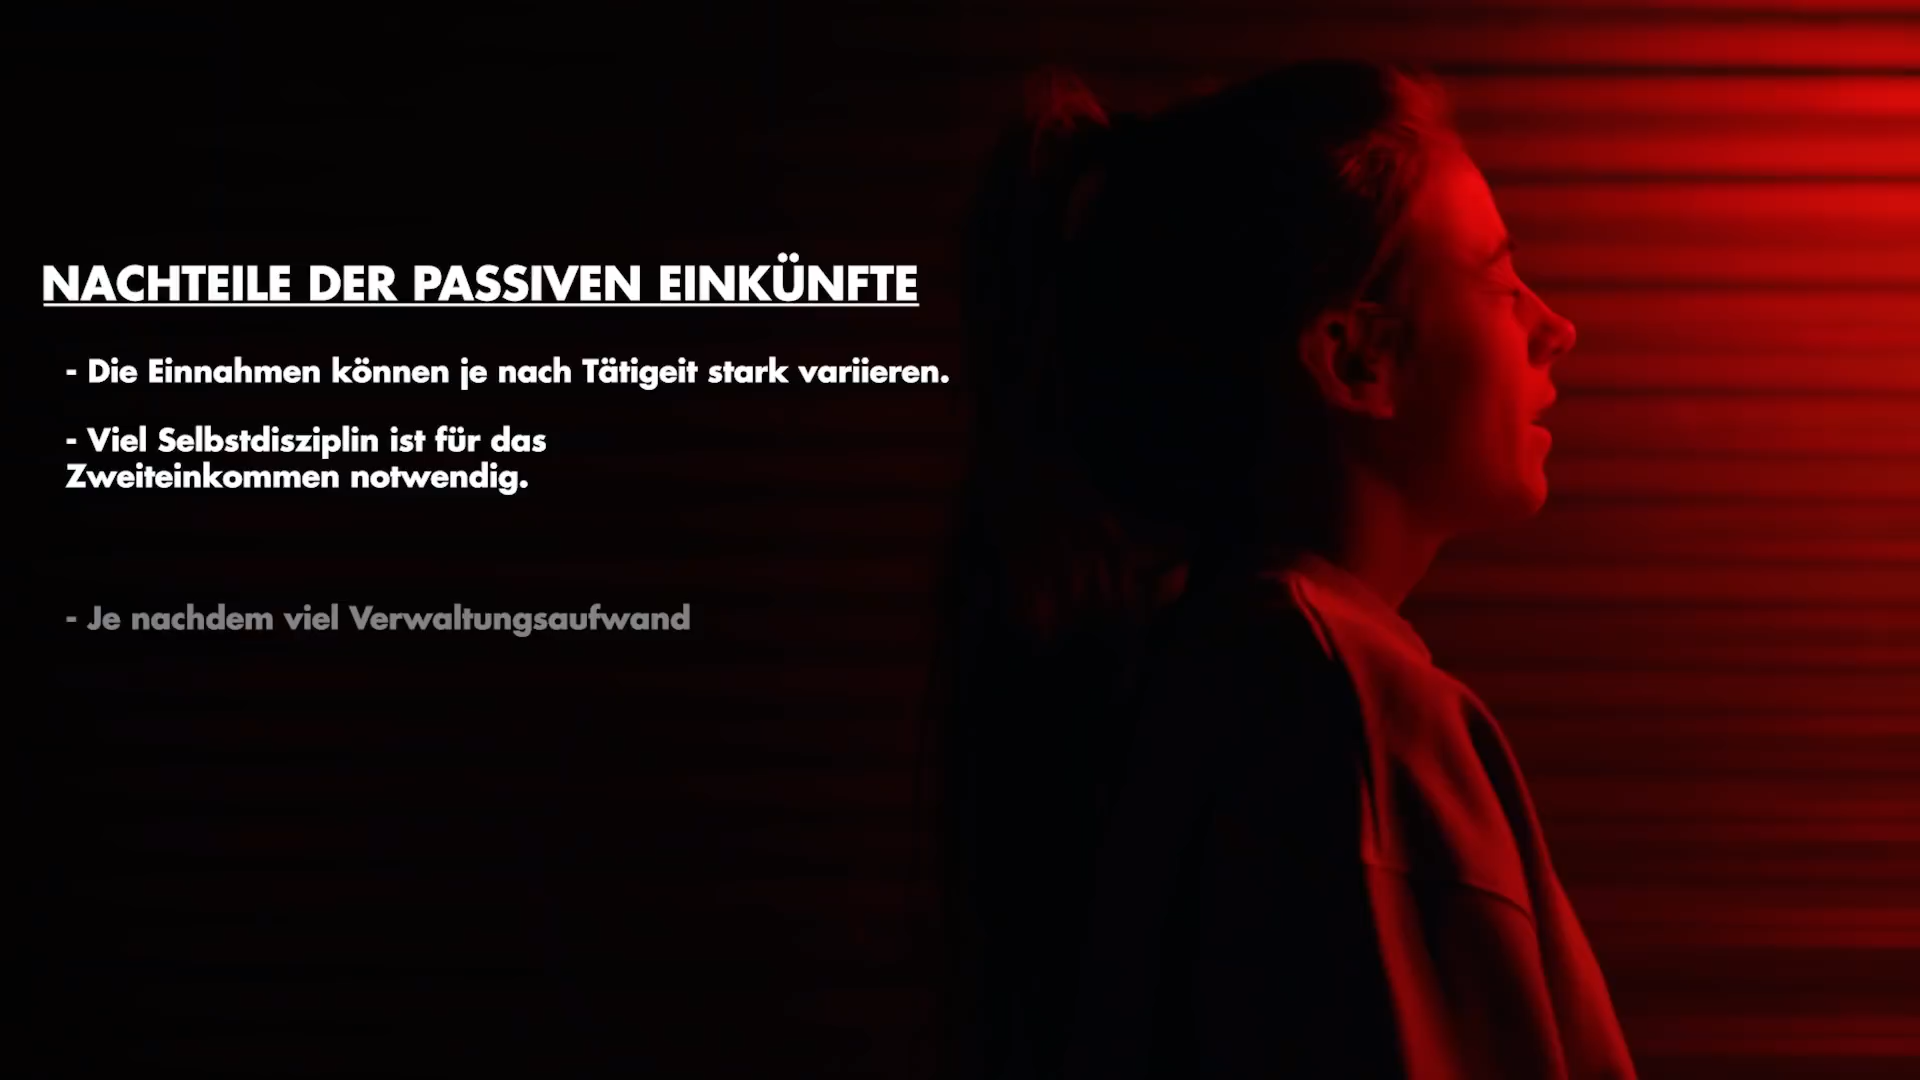 NACHTEILE DER PASSIVEN EINKÜNFTE
- Die Einnahmen können je nach Tätigeit stark variieren.
- Viel Selbstdisziplin ist für das
Zweiteinkommen notwendig.
- Je nachdem viel Verwaltungsaufwand